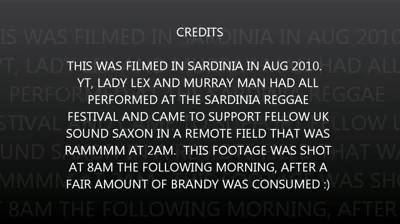 CREDITS
THIS WAS FILMED IN SARDINIA IN AUG 2010.
YT, LADY LEX AND MURRAY MAN HAD ALL
PERFORMED AT THE SARDINIA REGGAE
FESTIVAL AND CAME TO SUPPORT FELLOW UK
SOUND SAXON IN A REMOTE FIELD THAT WAS
RAMMMM AT 2AM.  THIS FOOTAGE WAS SHOT
AT 8AM THE FOLLOWING MORNING, AFTER A
FAIR AMOUNT OF BRANDY WAS CONSUMED :)